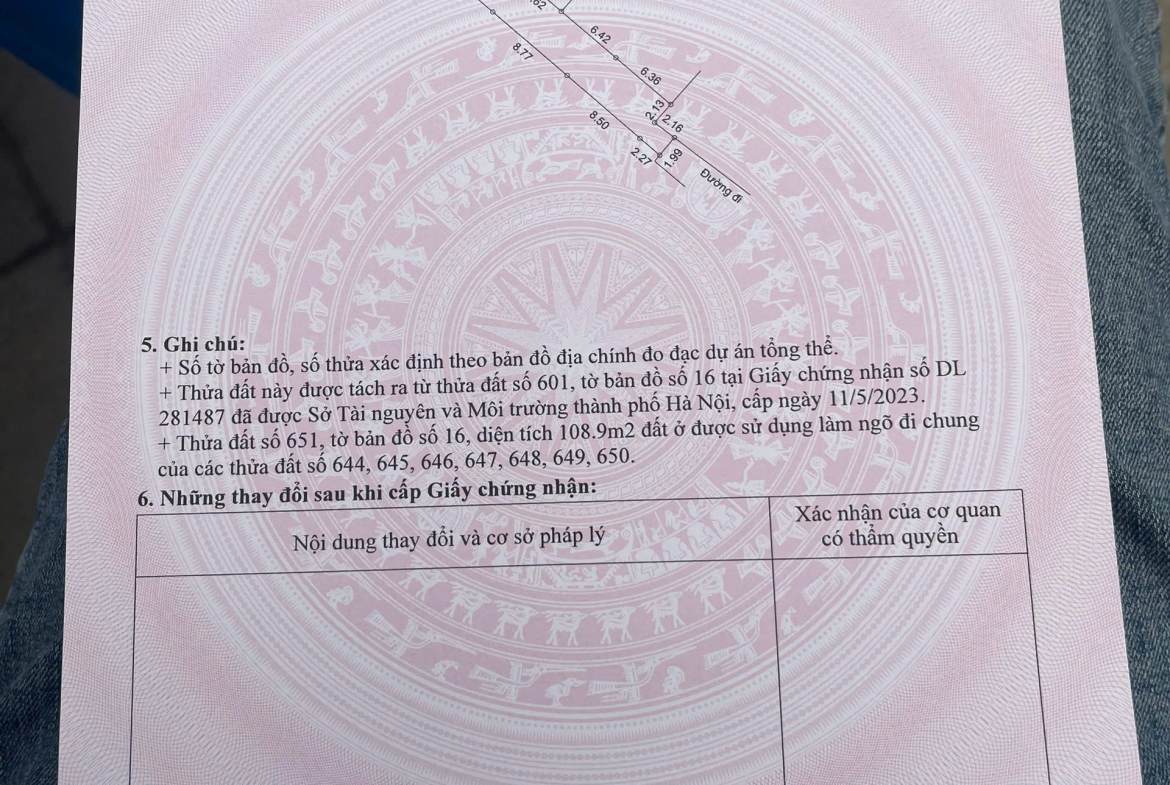 6.42
8.77
6.36
2.13
2.16
8.50
2.27
1.99
Đường đi
5. Ghi chú:
+ Số tờ bản đồ, số thửa xác định theo bản đồ địa chính đo đạc dự án tổng thể.
+ Thửa đất này được tách ra từ thửa đất số 601, tờ bản đồ số 16 tại Giấy chứng nhận số DL
281487 đã được Sở Tài nguyên và Môi trường thành phố Hà Nội, cấp ngày 11/5/2023.
+ Thửa đất số 651, tờ bản đồ số 16, diện tích 108.9m2 đất ở được sử dụng làm ngõ đi chung
của các thửa đất số 644, 645, 646, 647, 648, 649, 650.
6. Những thay đổi sau khi cấp Giấy chứng nhận:
Nội dung thay đổi và cơ sở pháp lý
Xác nhận của cơ quan
có thẩm quyền